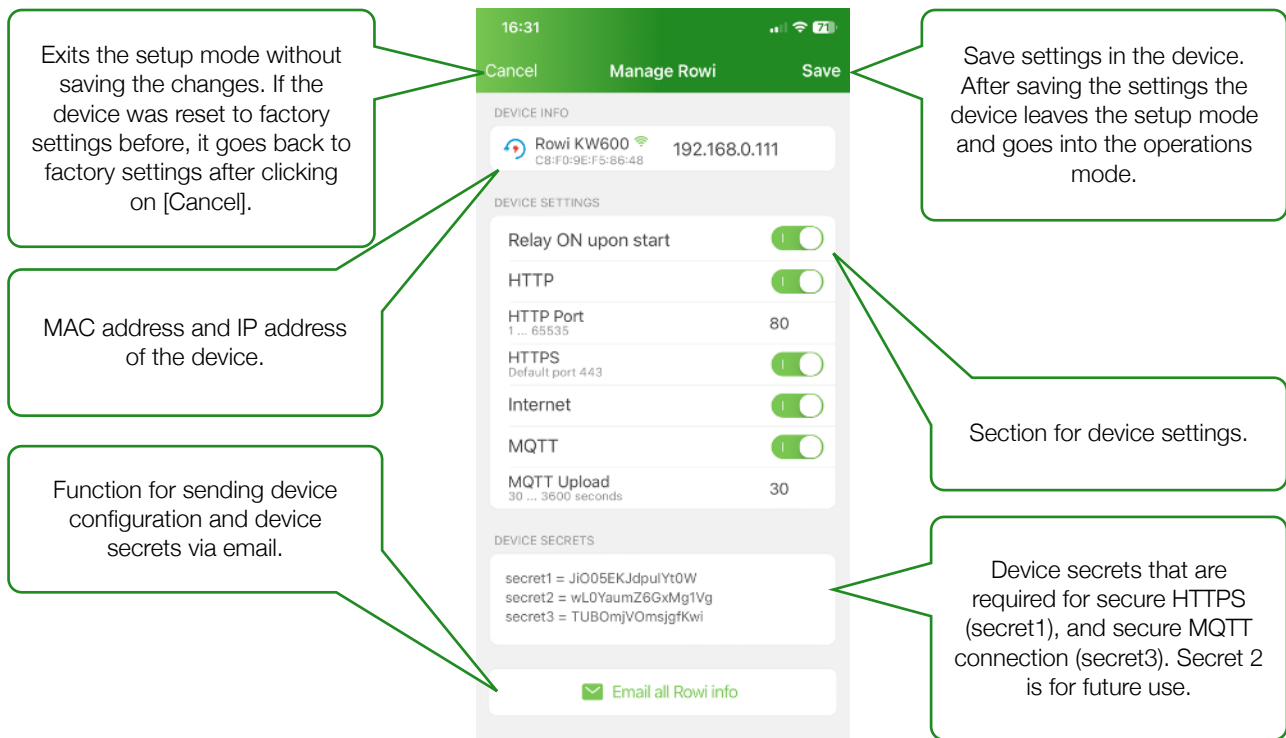 Exits the setup mode without
saving the changes. If the
device was reset to factory
settings before, it goes back to
factory settings after clicking
on [Cancel].
MAC address and IP address
of the device.
Function for sending device
configuration and device
secrets via email.
16:31
71
Cancel
Manage Rowi
Save
DEVICE INFO
Rowi KW600
192.168.0.111
C8:F0:9E:F5:86:48
DEVICE SETTINGS
Relay ON upon start
HTTP
HTTP Port
1 ... 65535
80
HTTPS
Default port 443
Internet
MQTT
MQTT Upload
30 ... 3600 seconds
30
DEVICE SECRETS
secret1 = JiO05EKJdpulYt0W
secret2 = wL0YaumZ6GxMg1Vg
secret3 = TUBOmjVOmsjgfKwi
Email all Rowi info
Save settings in the device.
After saving the settings the
device leaves the setup mode
and goes into the operations
mode.
Section for device settings.
Device secrets that are
required for secure HTTPS
(secret1), and secure MQTT
connection (secret3). Secret 2
is for future use.